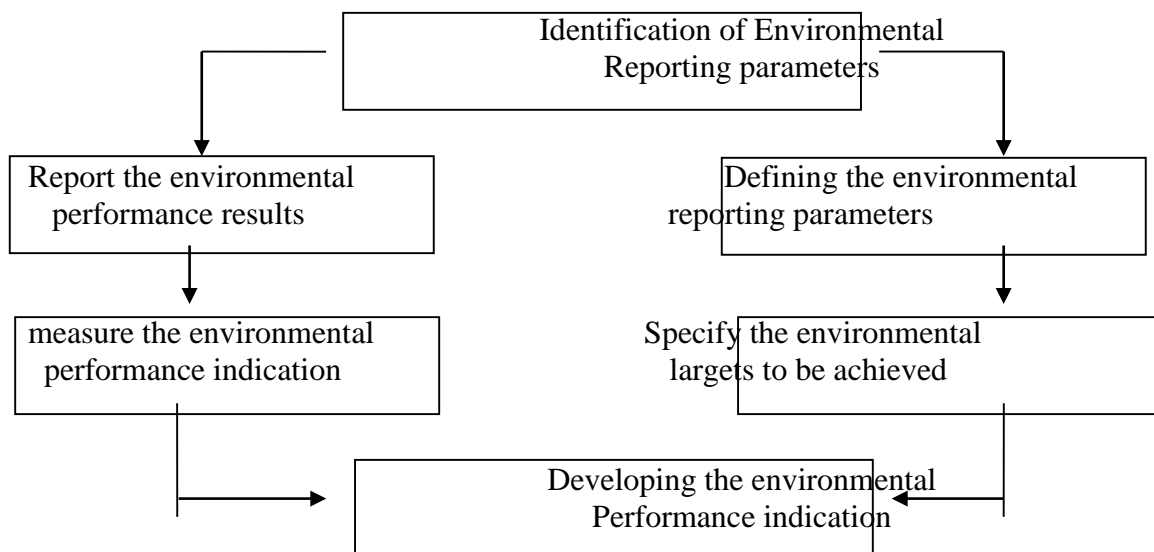 Identification of Environmental
Reporting parameters
Report the environmental
performance results
Defining the environmental
reporting parameters
measure the environmental
performance indication
Specify the environmental
largets to be achieved
Developing the environmental
Performance indication